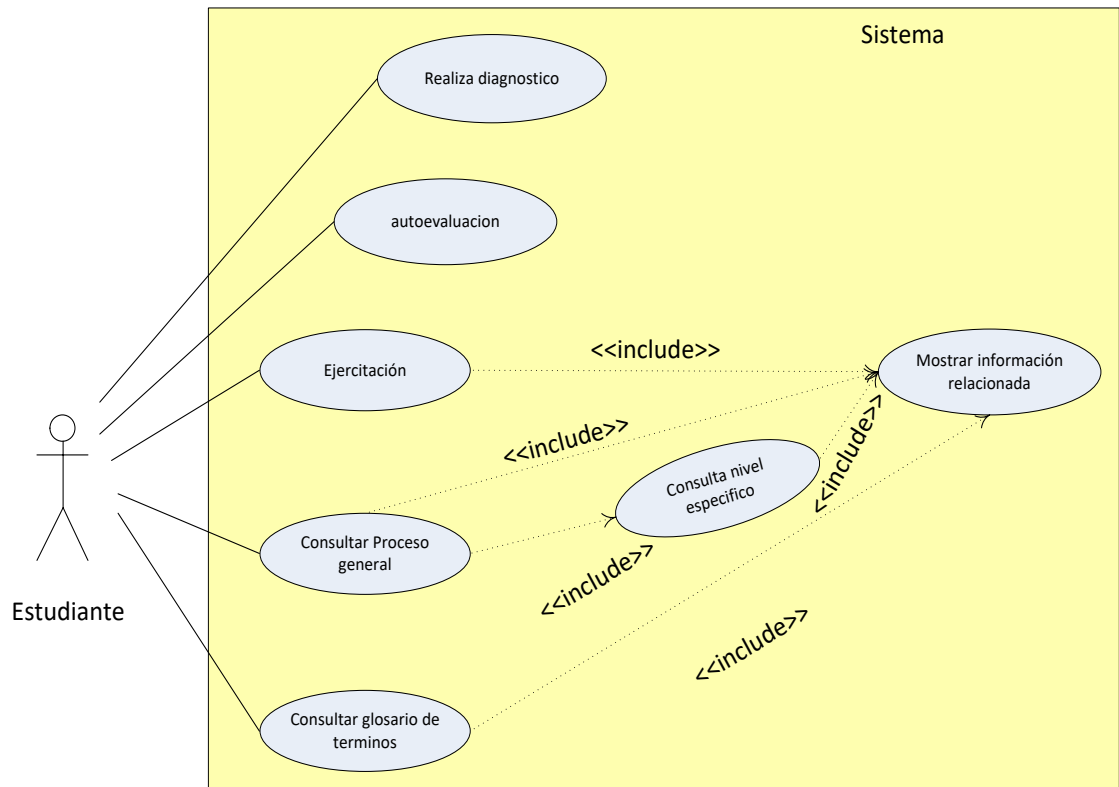 Sistema
Realiza diagnostico
autoevaluacion
Ejercitación
<<include>>
Mostrar información
relacionada
<<include>>
Consulta nivel
especifico
<<include>>
Consultar Proceso
general
<<include>>
Estudiante
<<include>>
Consultar glosario de
terminos